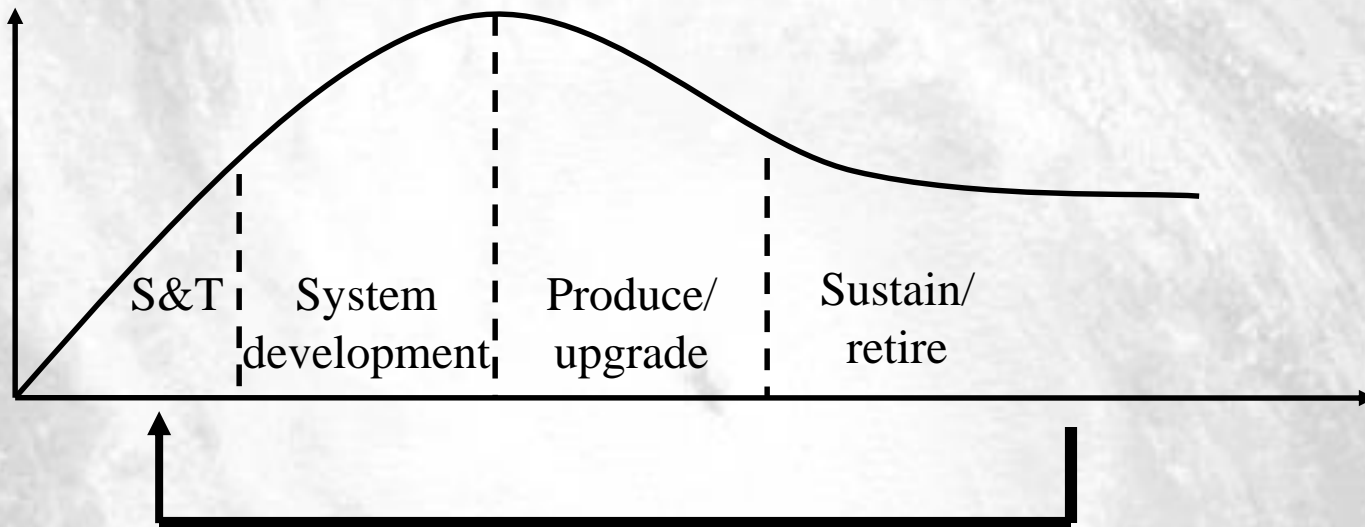 S&T
System
development
Produce/
upgrade
Sustain/
retire